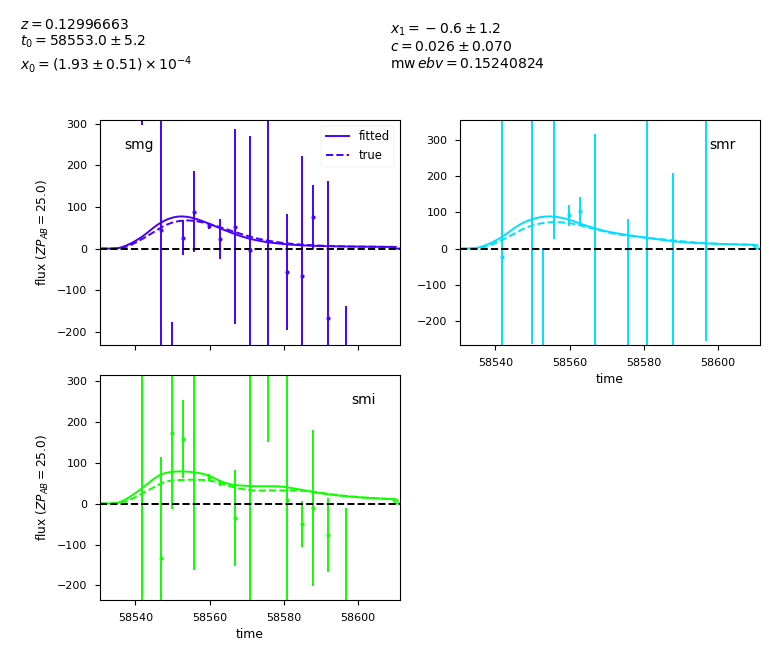 z = 0.12996663
t₀ = 58553.0 ± 5.2
x₀ = (1.93 ± 0.51) × 10⁻⁴
x₁ = −0.6 ± 1.2
c = 0.026 ± 0.070
mw ebv = 0.15240824
smg
fitted
true
300
200
100
0
−100
−200
flux (ZP_AB = 25.0)
smr
300
200
100
0
−100
−200
58540 58560 58580 58600
time
smi
300
200
100
0
−100
−200
flux (ZP_AB = 25.0)
58540 58560 58580 58600
time